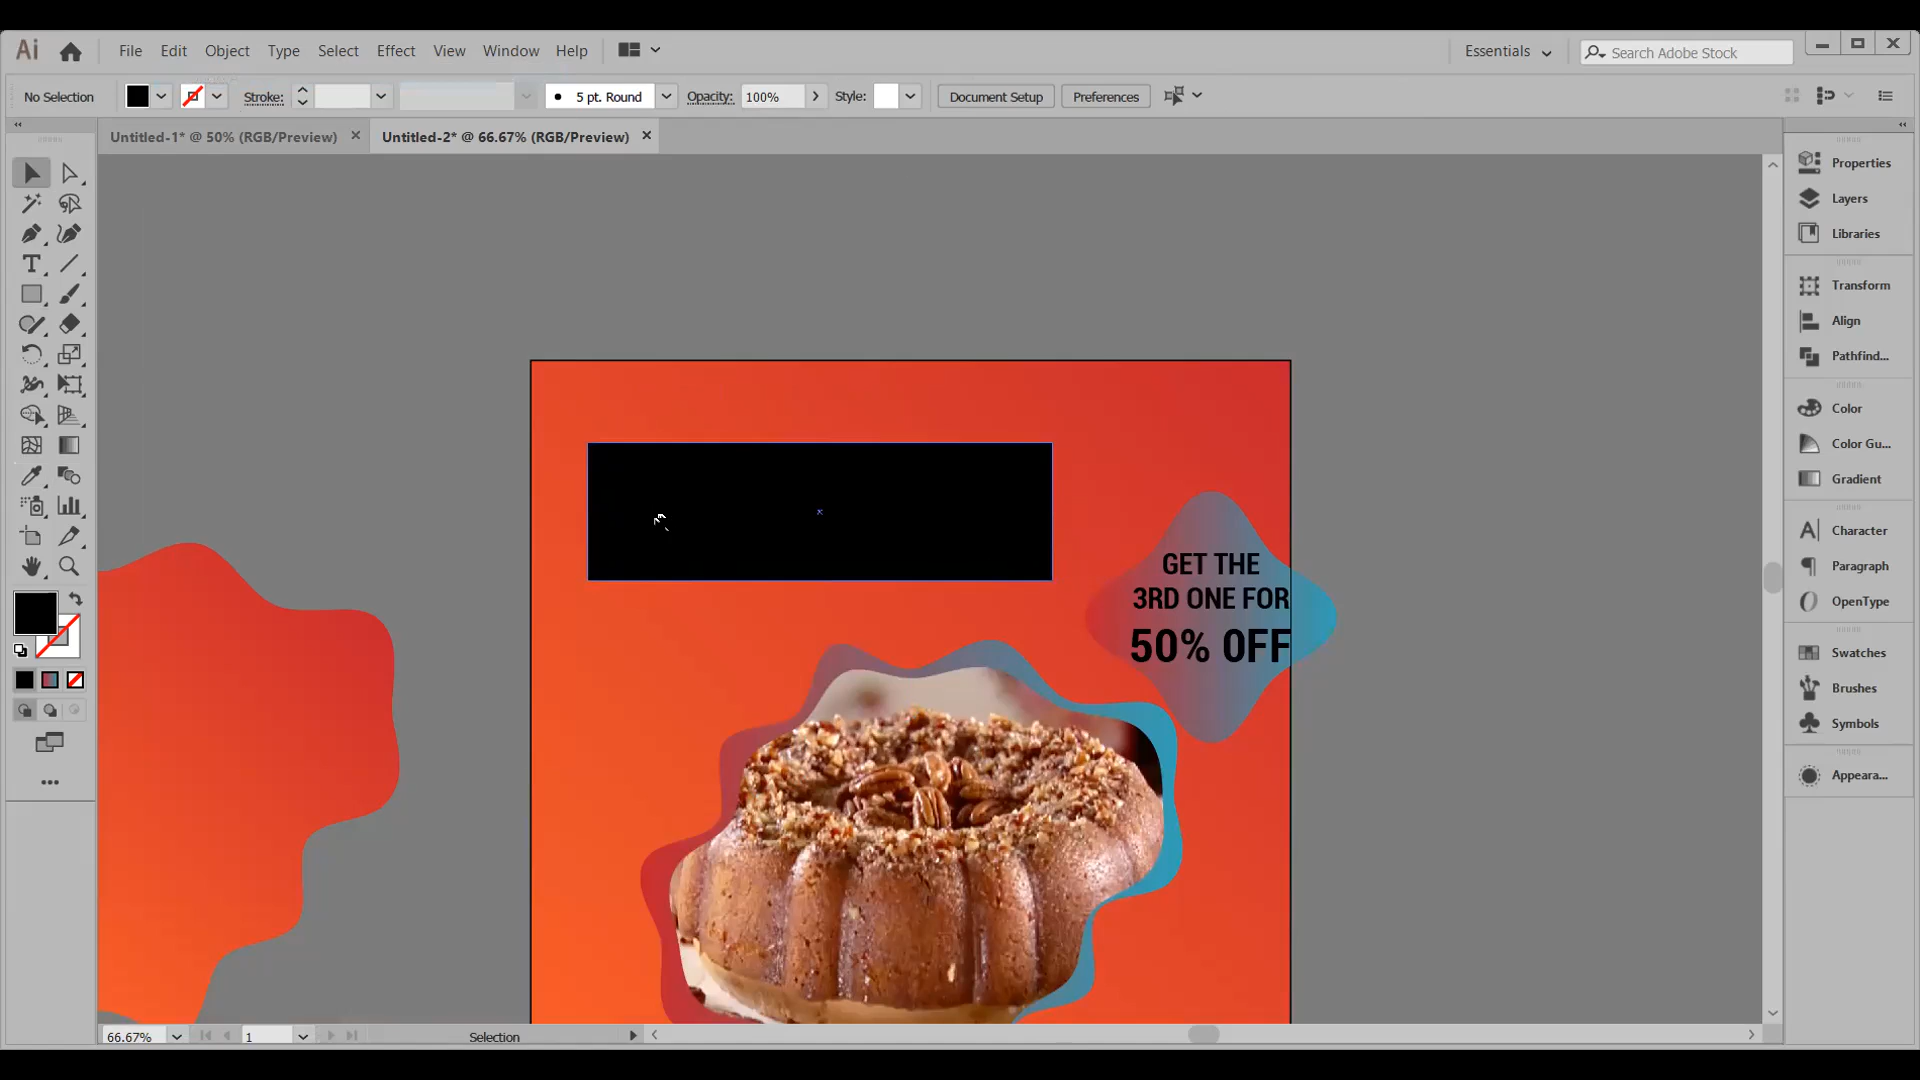 Ai File Edit Object Type Select Effect View Window Help Essentials Search Adobe Stock
No Selection Stroke: 5 pt. Round Opacity: 100% Style: Document Setup Preferences
Untitled-1* @ 50% (RGB/Preview) Untitled-2* @ 66.67% (RGB/Preview)
Properties
Layers
Libraries
Transform
Align
Pathfind...
Color
Color Gu...
Gradient
Character
Paragraph
OpenType
Swatches
Brushes
Symbols
Appeara...
GET THE
3RD ONE FOR
50% OFF
66.67% 1 Selection